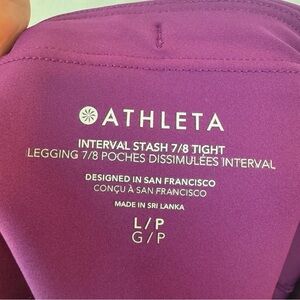 ATHLETA
INTERVAL STASH 7/8 TIGHT
LEGGING 7/8 POCHES DISSIMULÉES INTERVAL
DESIGNED IN SAN FRANCISCO
CONÇU À SAN FRANCISCO
MADE IN SRI LANKA
L/P
G/P